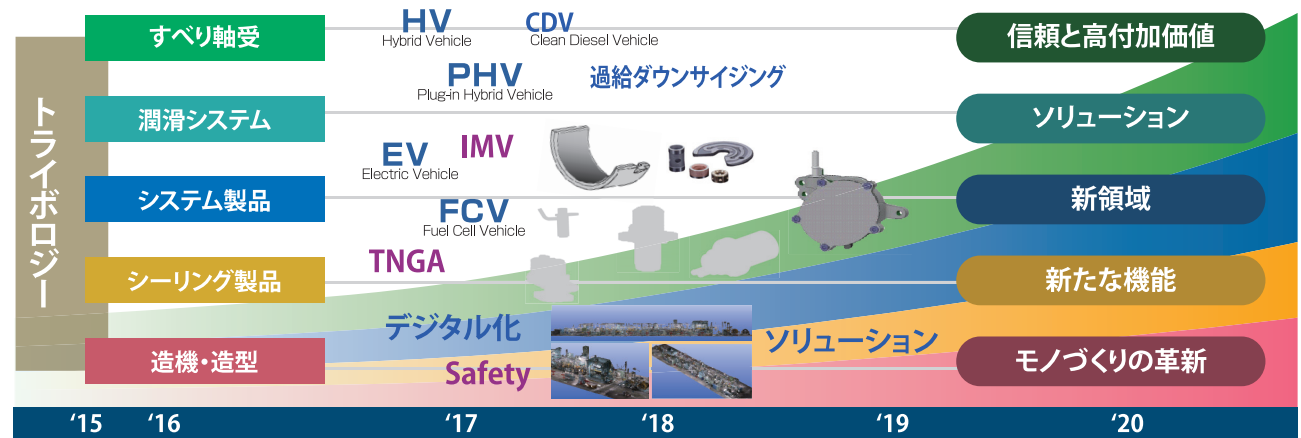 トライボロジー
すべり軸受
潤滑システム
システム製品
シーリング製品
造機・造型
HV
Hybrid Vehicle
CDV
Clean Diesel Vehicle
PHV
Plug-in Hybrid Vehicle
過給ダウンサイジング
EV
Electric Vehicle
IMV
FCV
Fuel Cell Vehicle
TNGA
デジタル化
Safety
ソリューション
信頼と高付加価値
ソリューション
新領域
新たな機能
モノづくりの革新
‘15 ‘16 ‘17 ‘18 ‘19 ‘20